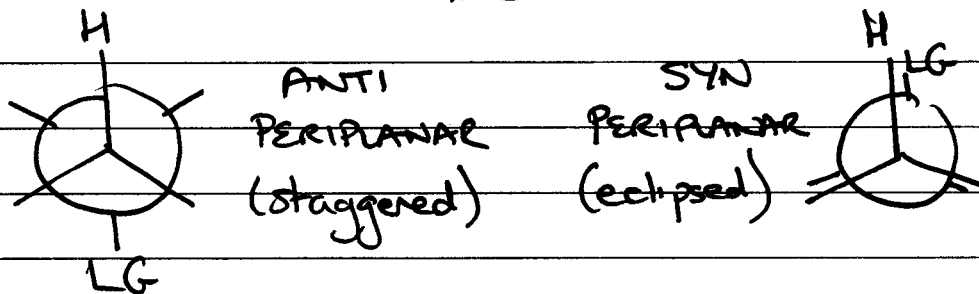 H
ANTI
PERIPLANAR
(staggered)
LG
SYN
PERIPLANAR
(eclipsed)
H
LG